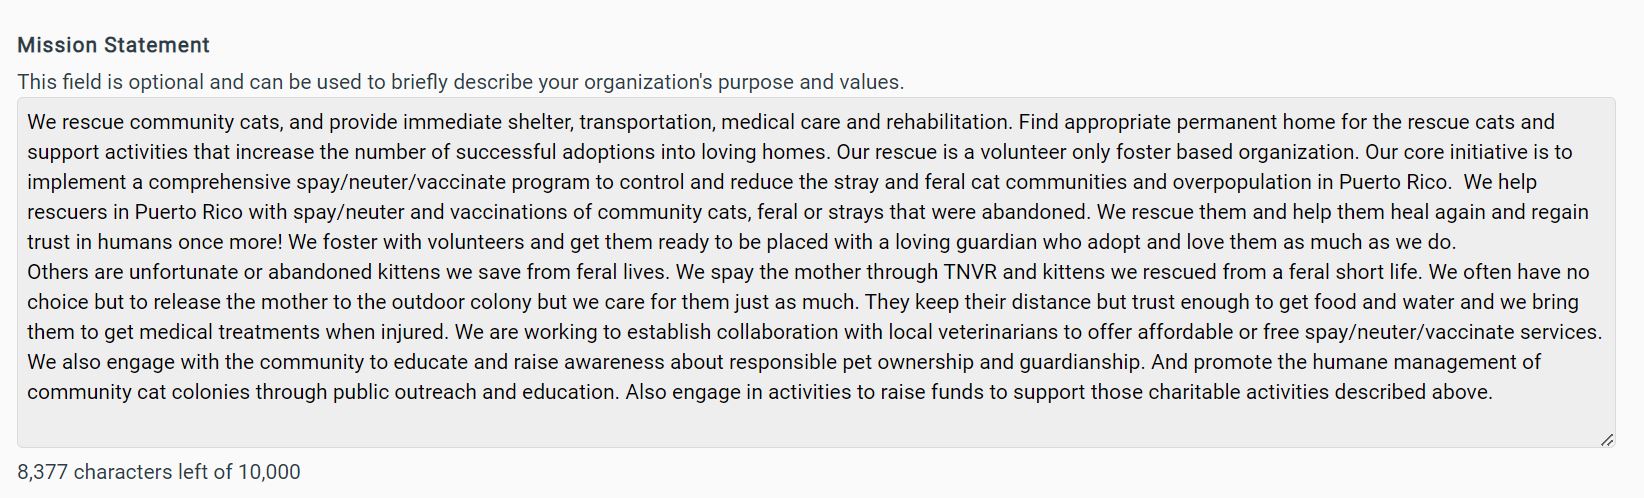 Mission Statement
This field is optional and can be used to briefly describe your organization's purpose and values.
We rescue community cats, and provide immediate shelter, transportation, medical care and rehabilitation. Find appropriate permanent home for the rescue cats and
support activities that increase the number of successful adoptions into loving homes. Our rescue is a volunteer only foster based organization. Our core initiative is to
implement a comprehensive spay/neuter/vaccinate program to control and reduce the stray and feral cat communities and overpopulation in Puerto Rico.  We help
rescuers in Puerto Rico with spay/neuter and vaccinations of community cats, feral or strays that were abandoned. We rescue them and help them heal again and regain
trust in humans once more! We foster with volunteers and get them ready to be placed with a loving guardian who adopt and love them as much as we do.
Others are unfortunate or abandoned kittens we save from feral lives. We spay the mother through TNVR and kittens we rescued from a feral short life. We often have no
choice but to release the mother to the outdoor colony but we care for them just as much. They keep their distance but trust enough to get food and water and we bring
them to get medical treatments when injured. We are working to establish collaboration with local veterinarians to offer affordable or free spay/neuter/vaccinate services.
We also engage with the community to educate and raise awareness about responsible pet ownership and guardianship. And promote the humane management of
community cat colonies through public outreach and education. Also engage in activities to raise funds to support those charitable activities described above.
8,377 characters left of 10,000